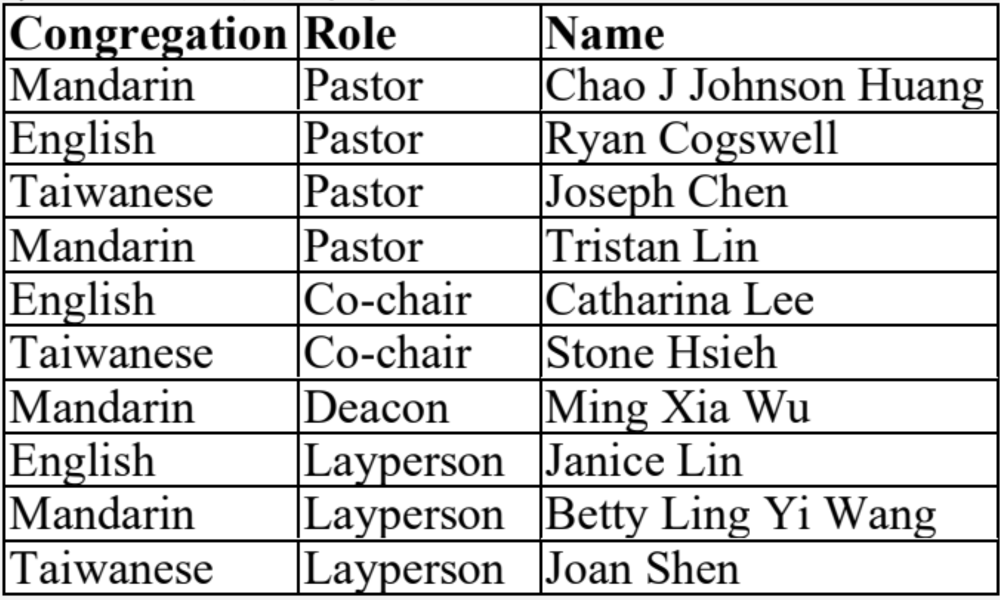 Congregation Role Name
Mandarin Pastor Chao J Johnson Huang
English Pastor Ryan Cogswell
Taiwanese Pastor Joseph Chen
Mandarin Pastor Tristan Lin
English Co-chair Catharina Lee
Taiwanese Co-chair Stone Hsieh
Mandarin Deacon Ming Xia Wu
English Layperson Janice Lin
Mandarin Layperson Betty Ling Yi Wang
Taiwanese Layperson Joan Shen